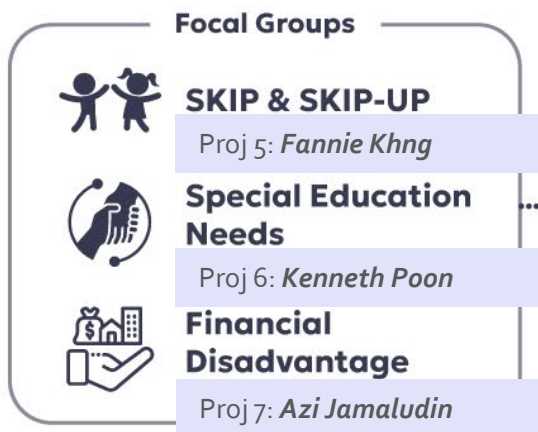 Focal Groups
SKIP & SKIP-UP
Proj 5: Fannie Khng
Special Education
Needs
Proj 6: Kenneth Poon
$
Financial
Disadvantage
Proj 7: Azi Jamaludin